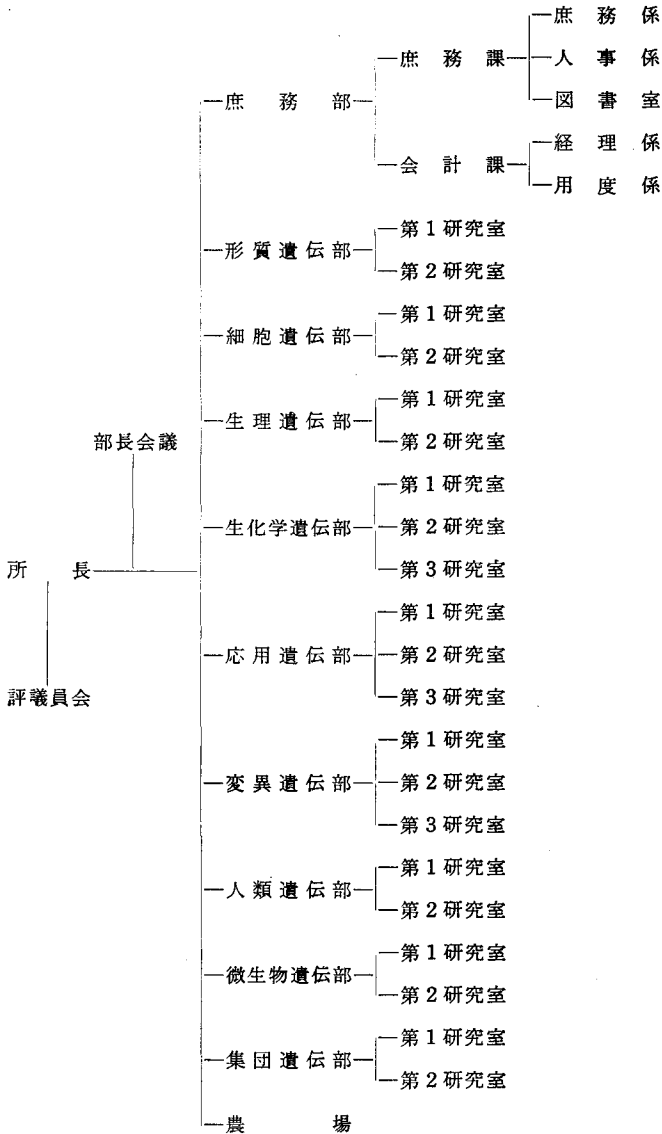 庶務係
庶務課
人事係
庶務部
図書室
経理係
会計課
用度係
第1研究室
形質遺伝部
第2研究室
第1研究室
細胞遺伝部
第2研究室
第1研究室
生理遺伝部
第2研究室
部長会議
第1研究室
生化学遺伝部
第2研究室
所長
第3研究室
第1研究室
応用遺伝部
第2研究室
評議員会
第3研究室
第1研究室
変異遺伝部
第2研究室
第3研究室
第1研究室
人類遺伝部
第2研究室
第1研究室
微生物遺伝部
第2研究室
第1研究室
集団遺伝部
第2研究室
農場